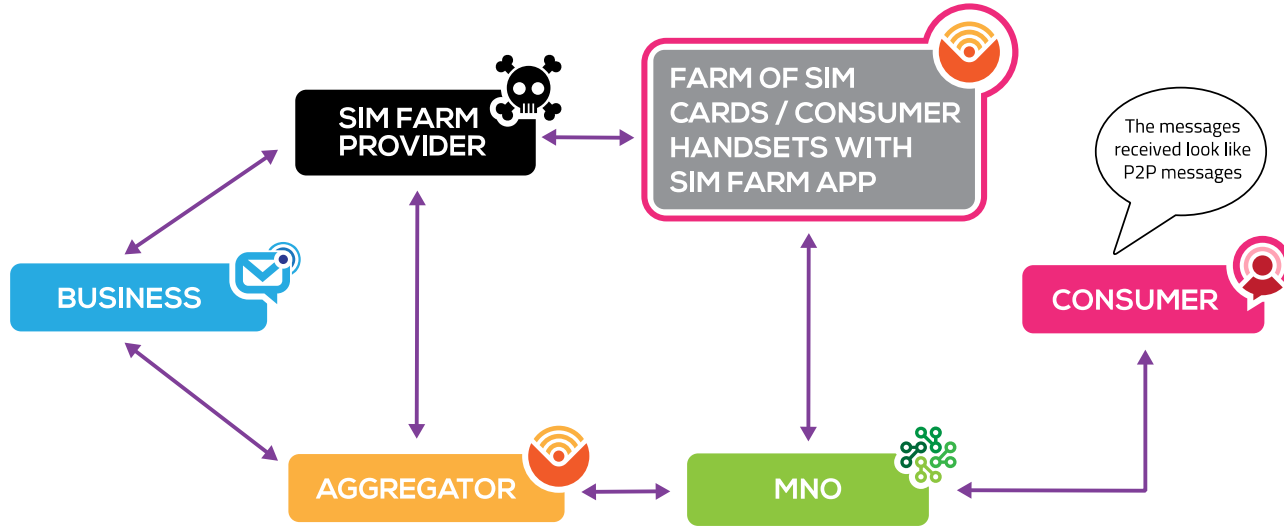 SIM FARM
PROVIDER
FARM OF SIM
CARDS / CONSUMER
HANDSETS WITH
SIM FARM APP
The messages
received look like
P2P messages
BUSINESS
CONSUMER
AGGREGATOR
MNO